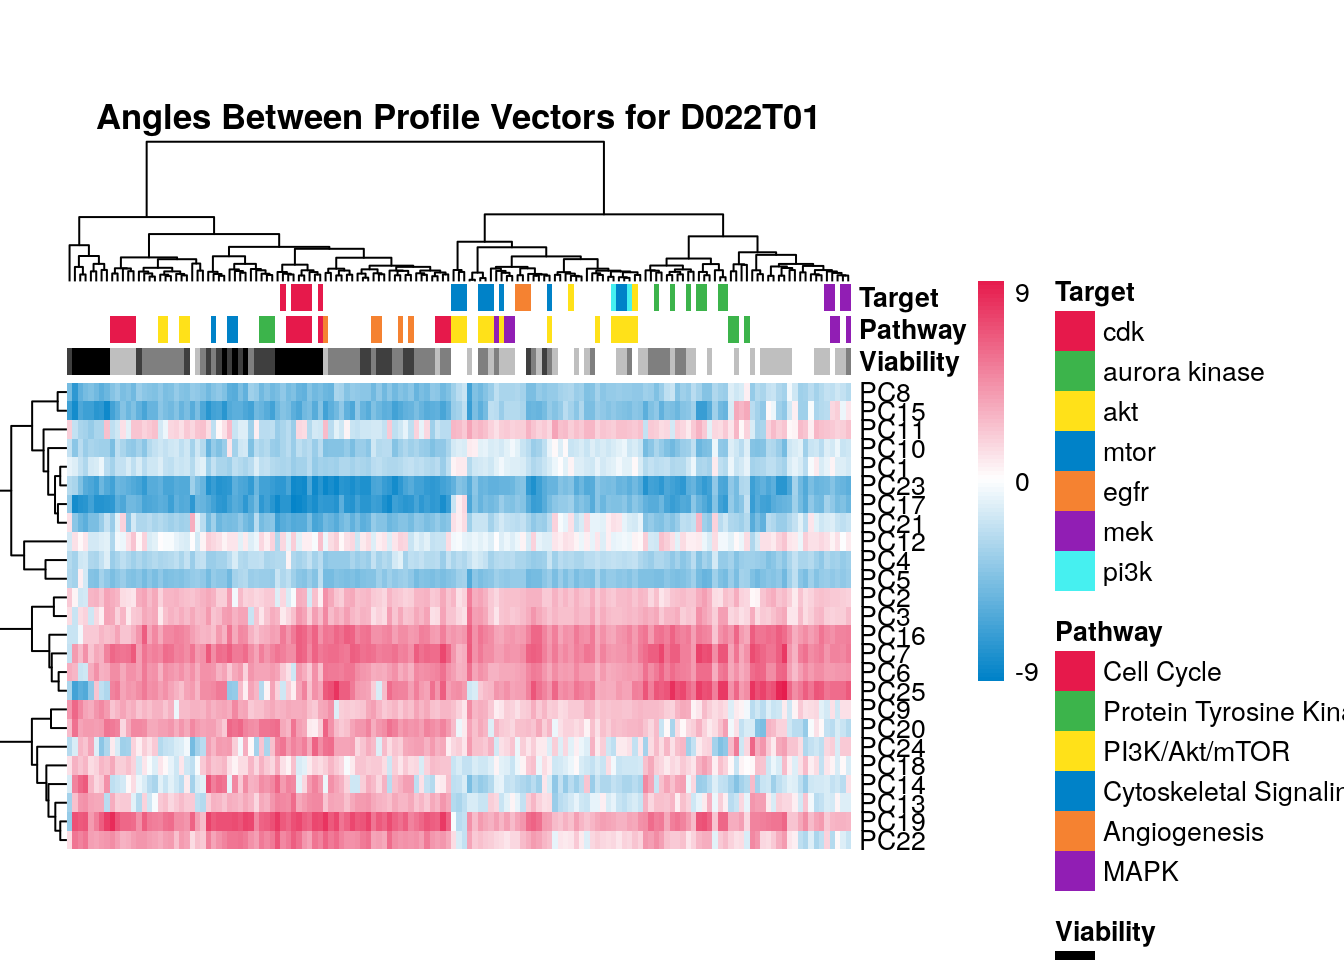 Angles Between Profile Vectors for D022T01
Target
Pathway
Viability
PC8
PC15
PC11
PC10
PC1
PC23
PC17
PC21
PC12
PC4
PC5
PC2
PC3
PC16
PC7
PC6
PC25
PC9
PC20
PC24
PC18
PC14
PC13
PC19
PC22
9
0
-9
Target
cdk
aurora kinase
akt
mtor
egfr
mek
pi3k
Pathway
Cell Cycle
Protein Tyrosine Kina
PI3K/Akt/mTOR
Cytoskeletal Signalin
Angiogenesis
MAPK
Viability